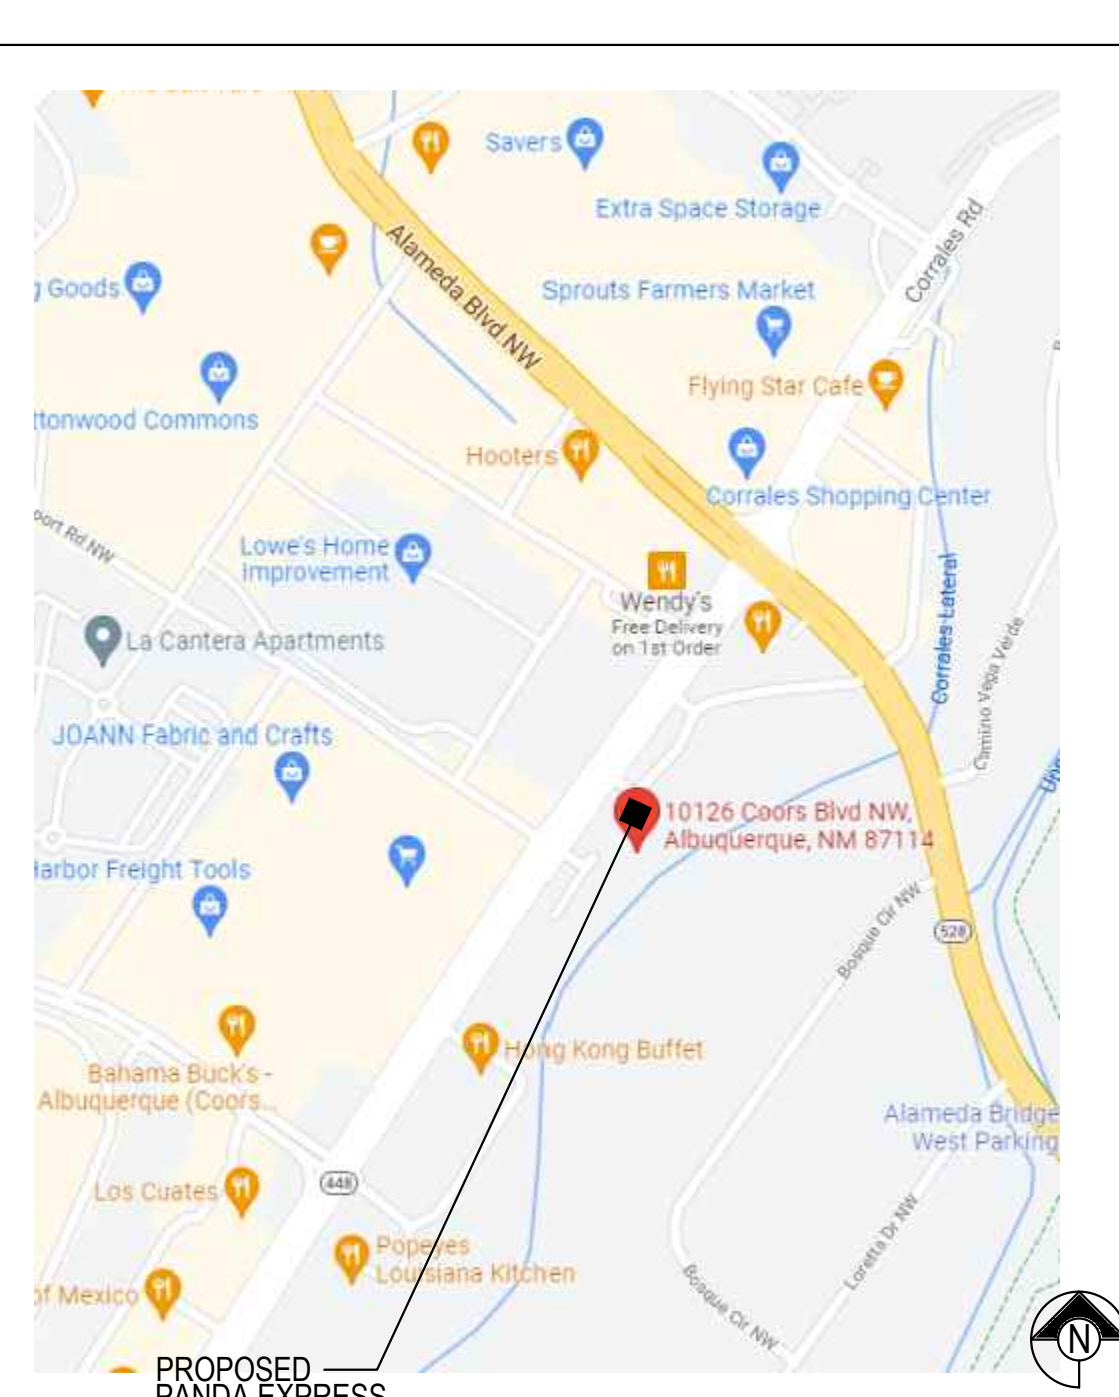 Savers
Extra Space Storage
Corrales Rd
Alameda Blvd NW
Goods
Sprouts Farmers Market
Flying Star Cafe
ttonwood Commons
Hooters
Corrales Shopping Center
port Rd NW
Lowe's Home
Improvement
Wendy's
Free Delivery
on 1st Order
Corrales Lateral
Camino Vega Verde
La Cantera Apartments
JOANN Fabric and Crafts
10126 Coors Blvd NW,
Albuquerque, NM 87114
Harbor Freight Tools
Bosque Cir NW
528
Hong Kong Buffet
Bahama Buck's -
Albuquerque (Coors...
Alameda Bridge
West Parking
Los Cuates
448
Popeyes
Louisiana Kitchen
Loretta Dr NW
of Mexico
Bosque Cir NW
N
PROPOSED
PANDA EXPRESS